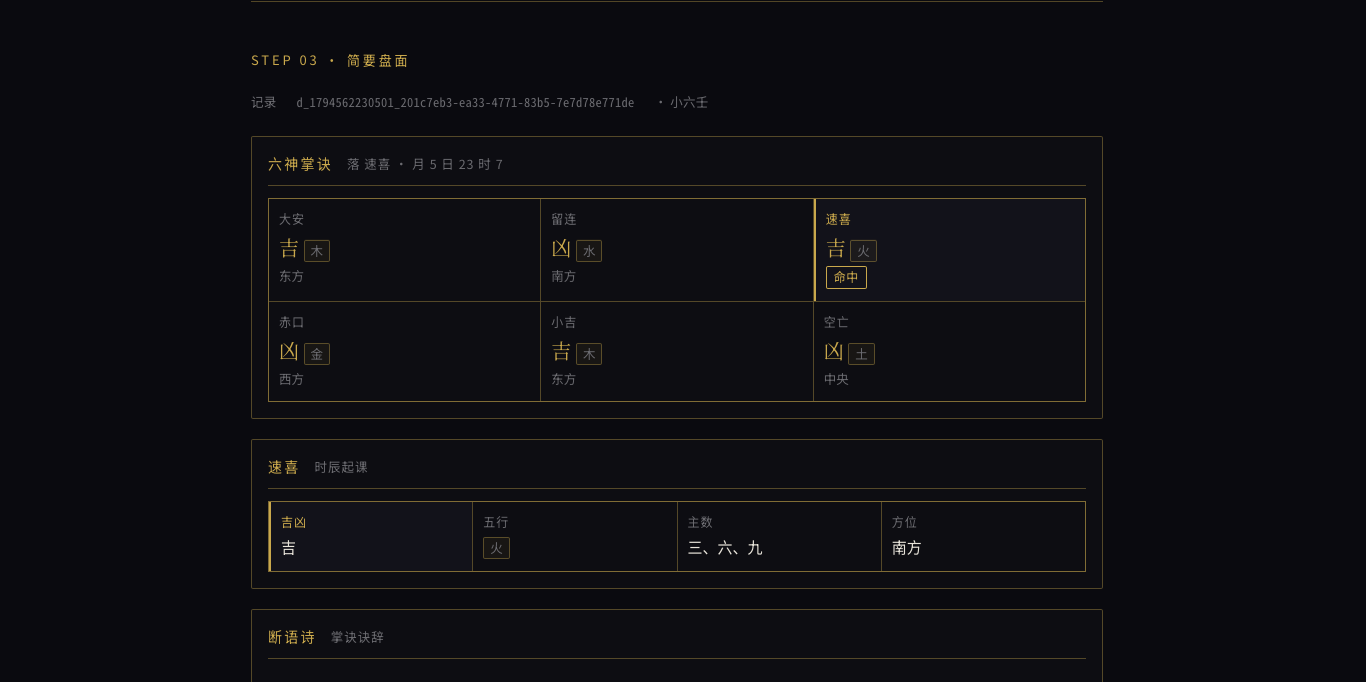 STEP 03 · 简要盘面
记录 d_1794562230501_201c7eb3-ea33-4771-83b5-7e7d78e771de · 小六壬
六神掌诀 落 速喜 · 月 5 日 23 时 7
大安
吉 木
东方
留连
凶 水
南方
速喜
吉 火
命中
赤口
凶 金
西方
小吉
吉 木
东方
空亡
凶 土
中央
速喜 时辰起课
吉凶
吉
五行
火
主数
三、六、九
方位
南方
断语诗 掌诀诀辞